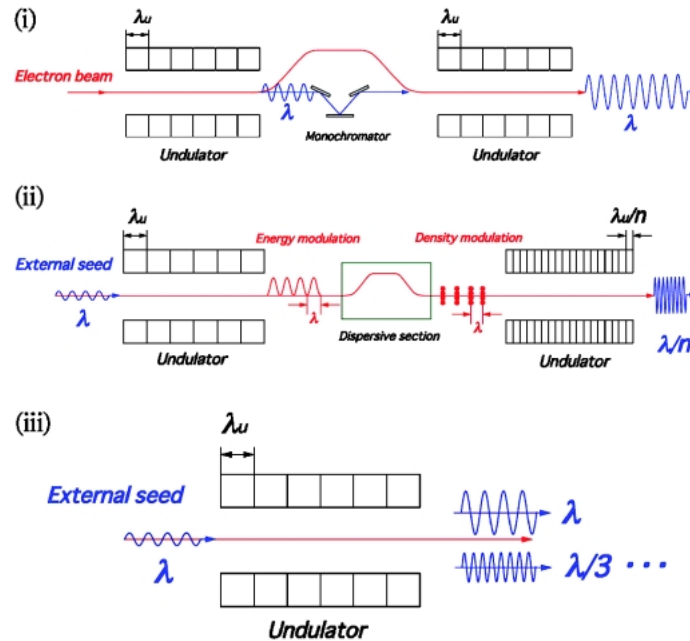 (i)
λu
λu
Electron beam
λ
Monochromator
λ
Undulator
Undulator
(ii)
λu
Energy modulation
Density modulation
λu/n
External seed
λ
λ
Dispersive section
λ
λ/n
Undulator
Undulator
(iii)
λu
External seed
λ
λ
λ/3 ···
Undulator